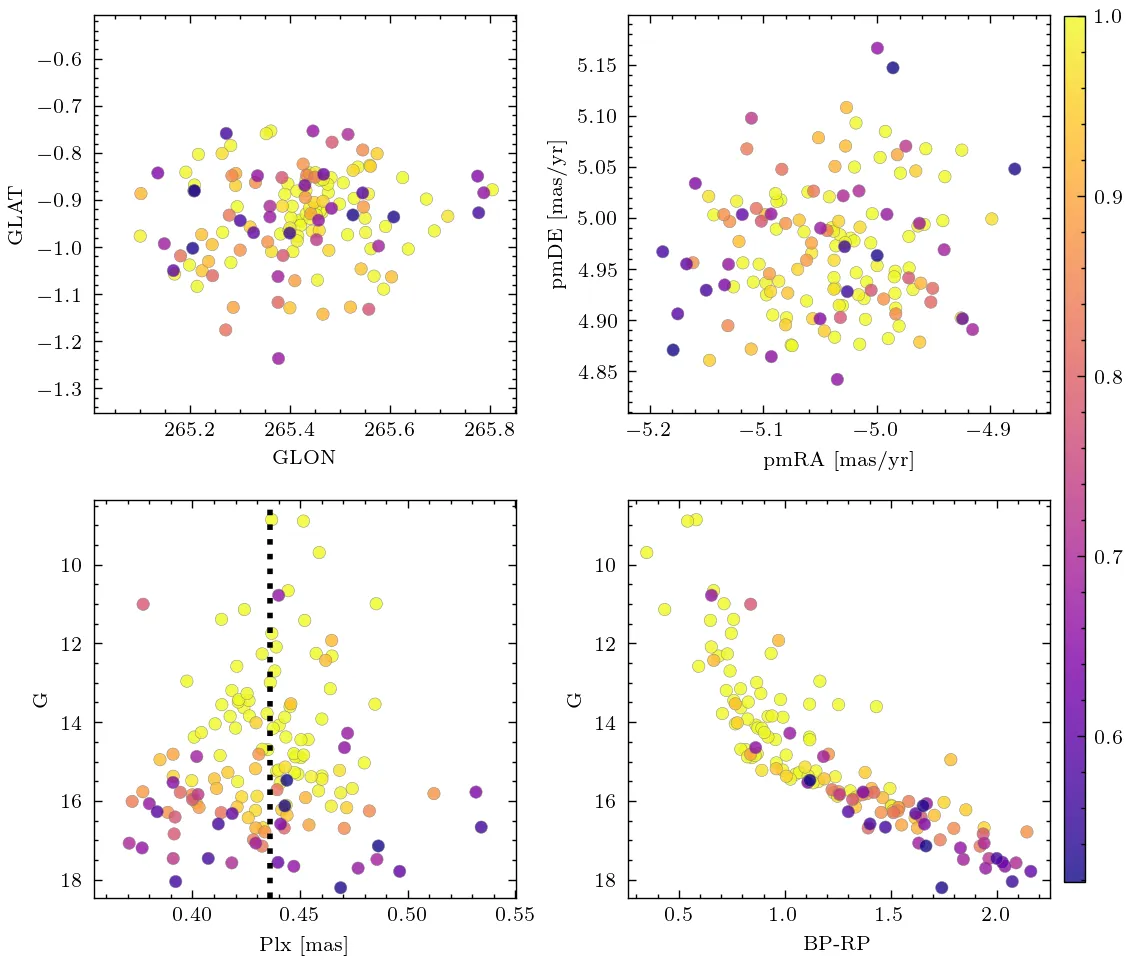 −0.6
−0.7
−0.8
−0.9
−1.0
−1.1
−1.2
−1.3
GLAT
265.2 265.4 265.6 265.8
GLON
5.15
5.10
5.05
5.00
4.95
4.90
4.85
pmDE [mas/yr]
−5.2 −5.1 −5.0 −4.9
pmRA [mas/yr]
1.0
0.9
0.8
0.7
0.6
10
12
14
16
18
G
0.40 0.45 0.50 0.55
Plx [mas]
10
12
14
16
18
G
0.5 1.0 1.5 2.0
BP-RP